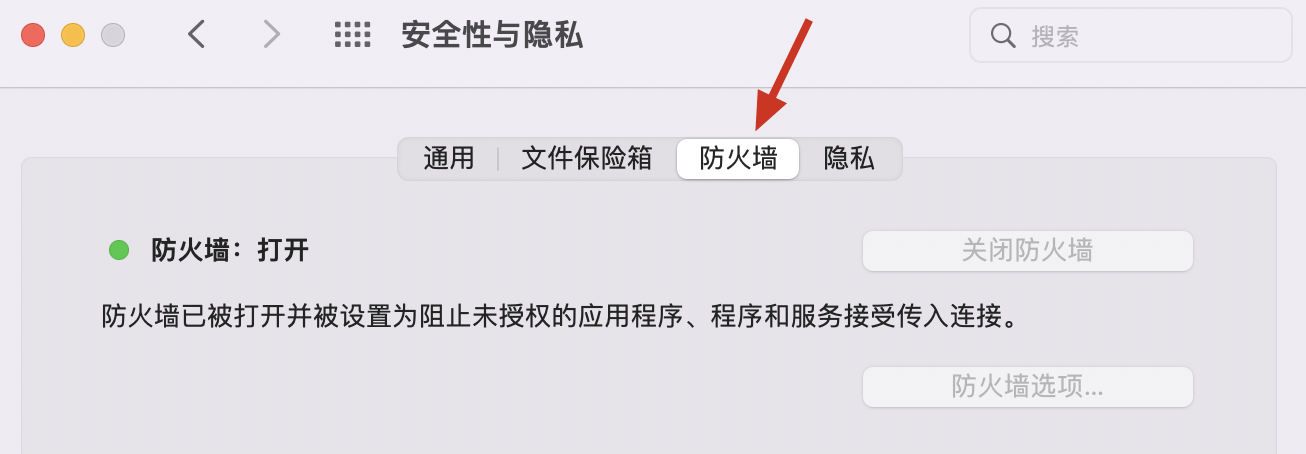 安全性与隐私
搜索
通用 文件保险箱 防火墙 隐私
防火墙：打开
关闭防火墙
防火墙已被打开并被设置为阻止未授权的应用程序、程序和服务接受传入连接。
防火墙选项...